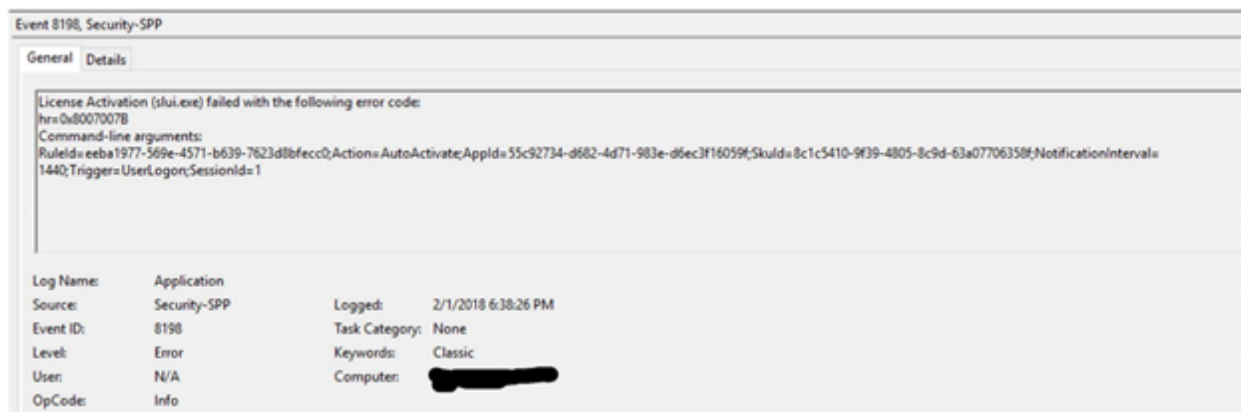 Event 8198, Security-SPP
General Details
License Activation (slui.exe) failed with the following error code:
hr=0x8007007B
Command-line arguments:
RuleId=eeba1977-569e-4571-b639-7623d8bfecc0;Action=AutoActivate;AppId=55c92734-d682-4d71-983e-d6ec3f16059f;SkuId=8c1c5410-9f39-4805-8c9d-63a07706358f;NotificationInterval=
1440;Trigger=UserLogon;SessionId=1
Log Name: Application
Source: Security-SPP Logged: 2/1/2018 6:38:26 PM
Event ID: 8198 Task Category: None
Level: Error Keywords: Classic
User: N/A Computer:
OpCode: Info